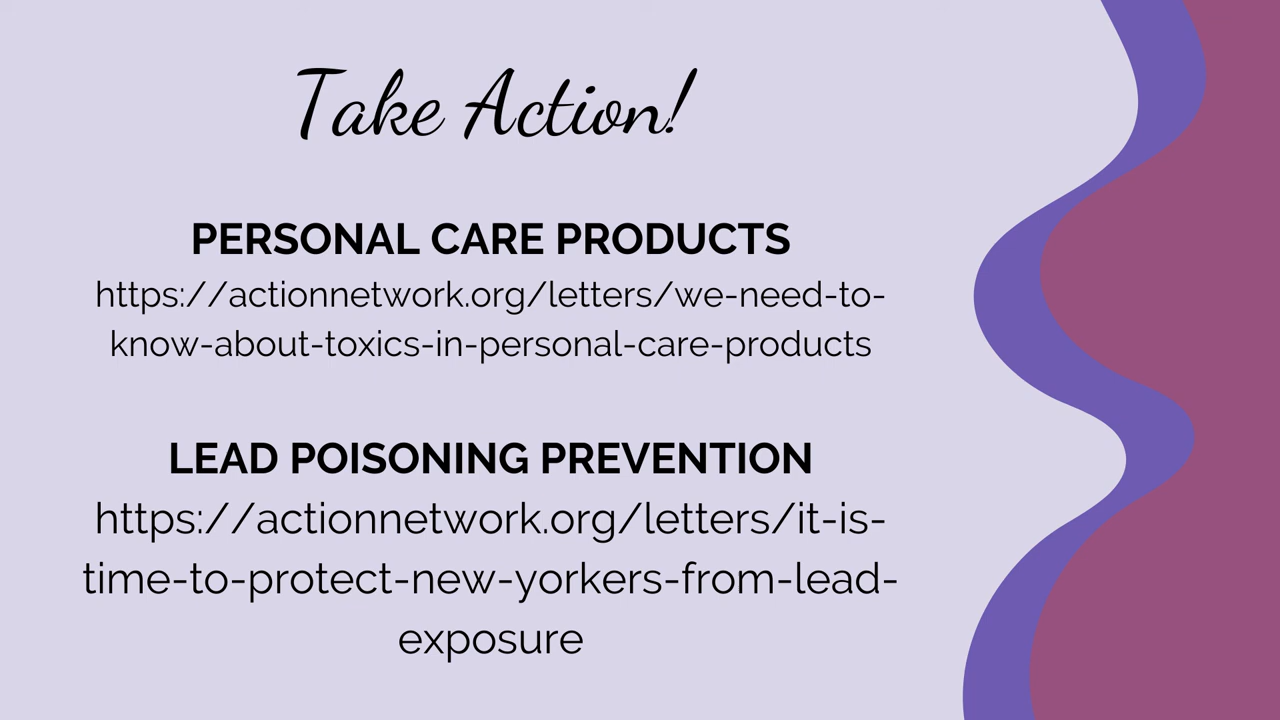 Take Action!
PERSONAL CARE PRODUCTS
https://actionnetwork.org/letters/we-need-to-
know-about-toxics-in-personal-care-products
LEAD POISONING PREVENTION
https://actionnetwork.org/letters/it-is-
time-to-protect-new-yorkers-from-lead-
exposure